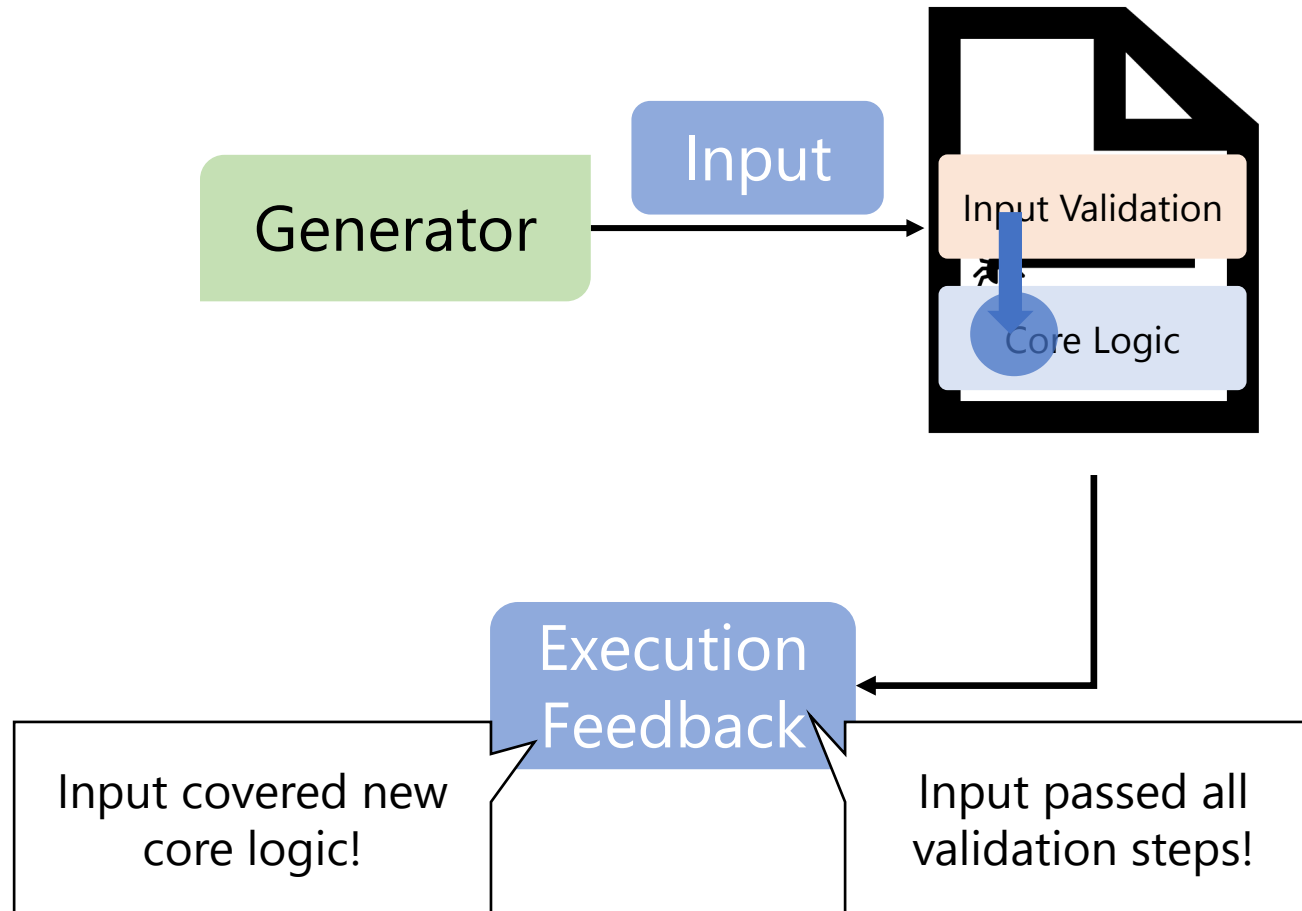 Input
Generator
Input Validation
Core Logic
Execution
Feedback
Input covered new
core logic!
Input passed all
validation steps!